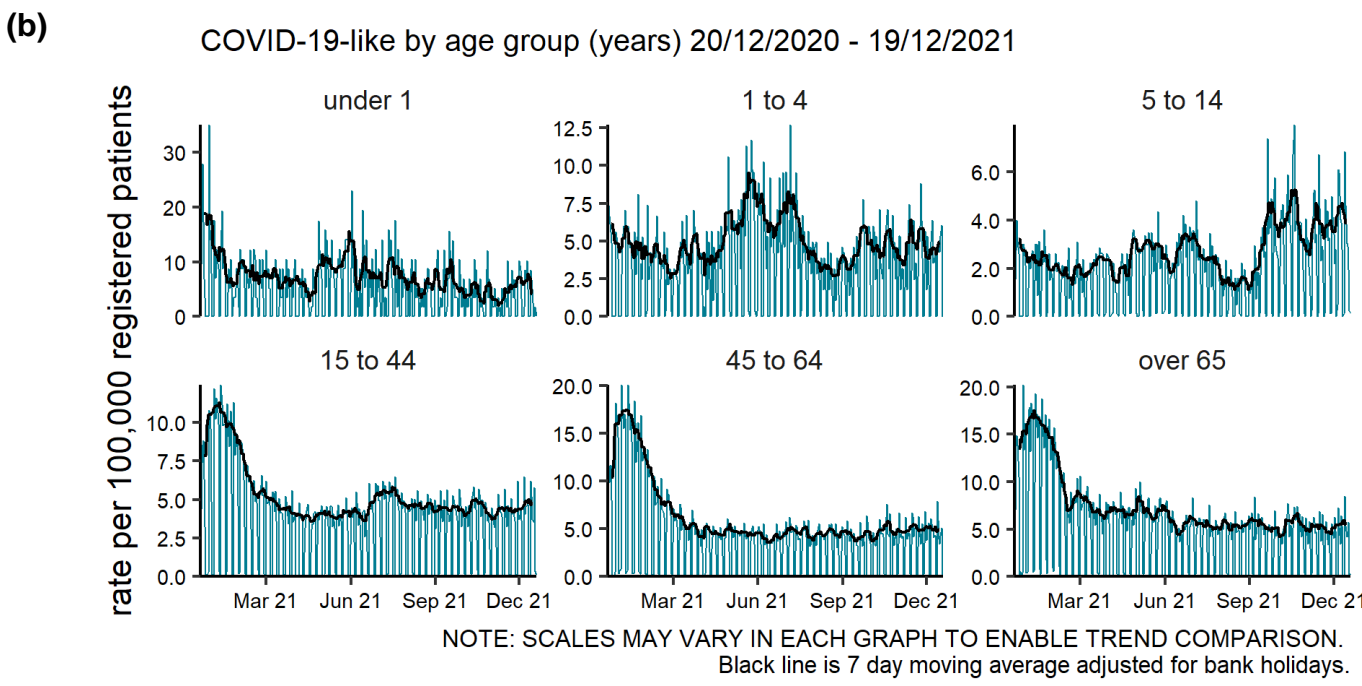 (b)
COVID-19-like by age group (years) 20/12/2020 - 19/12/2021
rate per 100,000 registered patients
under 1
1 to 4
5 to 14
30
20
10
0
12.5
10.0
7.5
5.0
2.5
0.0
6.0
4.0
2.0
0.0
15 to 44
45 to 64
over 65
10.0
7.5
5.0
2.5
0.0
20.0
15.0
10.0
5.0
0.0
20.0
15.0
10.0
5.0
0.0
Mar 21 Jun 21 Sep 21 Dec 21
Mar 21 Jun 21 Sep 21 Dec 21
Mar 21 Jun 21 Sep 21 Dec 21
NOTE: SCALES MAY VARY IN EACH GRAPH TO ENABLE TREND COMPARISON.
Black line is 7 day moving average adjusted for bank holidays.